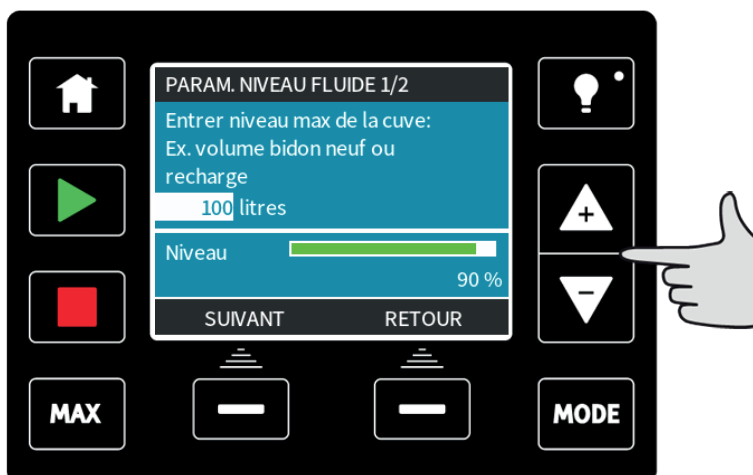 PARAM. NIVEAU FLUIDE 1/2
Entrer niveau max de la cuve:
Ex. volume bidon neuf ou
recharge
100 litres
Niveau
90 %
SUIVANT RETOUR
+
−
MAX
MODE